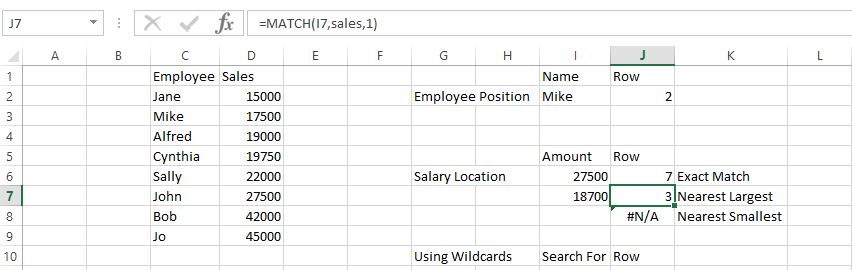 J7 fx =MATCH(I7,sales,1)
A B C D E F G H I J K L
1 Employee Sales Name Row
2 Jane 15000 Employee Position Mike 2
3 Mike 17500
4 Alfred 19000
5 Cynthia 19750 Amount Row
6 Sally 22000 Salary Location 27500 7 Exact Match
7 John 27500 18700 3 Nearest Largest
8 Bob 42000 #N/A Nearest Smallest
9 Jo 45000
10 Using Wildcards Search For Row